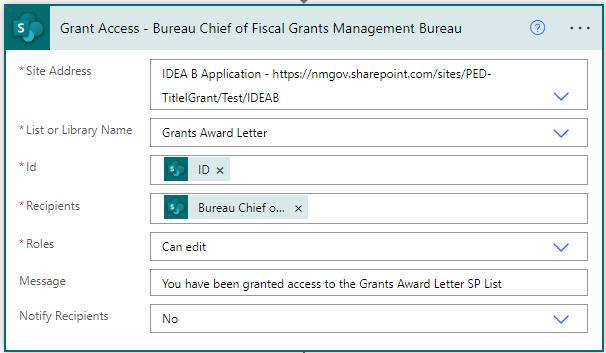 Grant Access - Bureau Chief of Fiscal Grants Management Bureau
* Site Address
IDEA B Application - https://nmgov.sharepoint.com/sites/PED-
TitleIGrant/Test/IDEAB
* List or Library Name
Grants Award Letter
* Id
ID ×
* Recipients
Bureau Chief o... ×
* Roles
Can edit
Message
You have been granted access to the Grants Award Letter SP List
Notify Recipients
No